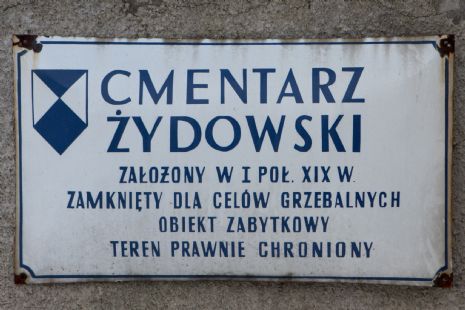 CMENTARZ
ŻYDOWSKI
ZAŁOŻONY W I POŁ. XIX W.
ZAMKNIĘTY DLA CELÓW GRZEBALNYCH
OBIEKT ZABYTKOWY
TEREN PRAWNIE CHRONIONY